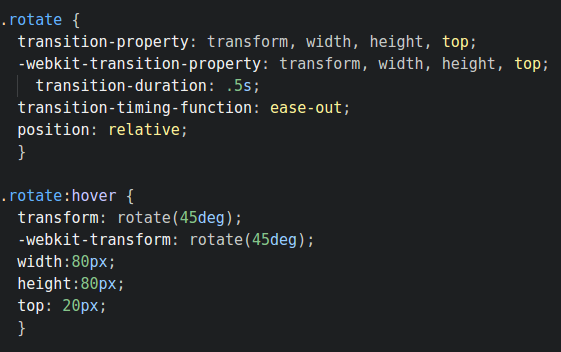 .rotate {
transition-property: transform, width, height, top;
-webkit-transition-property: transform, width, height, top;
transition-duration: .5s;
transition-timing-function: ease-out;
position: relative;
}
.rotate:hover {
transform: rotate(45deg);
-webkit-transform: rotate(45deg);
width:80px;
height:80px;
top: 20px;
}